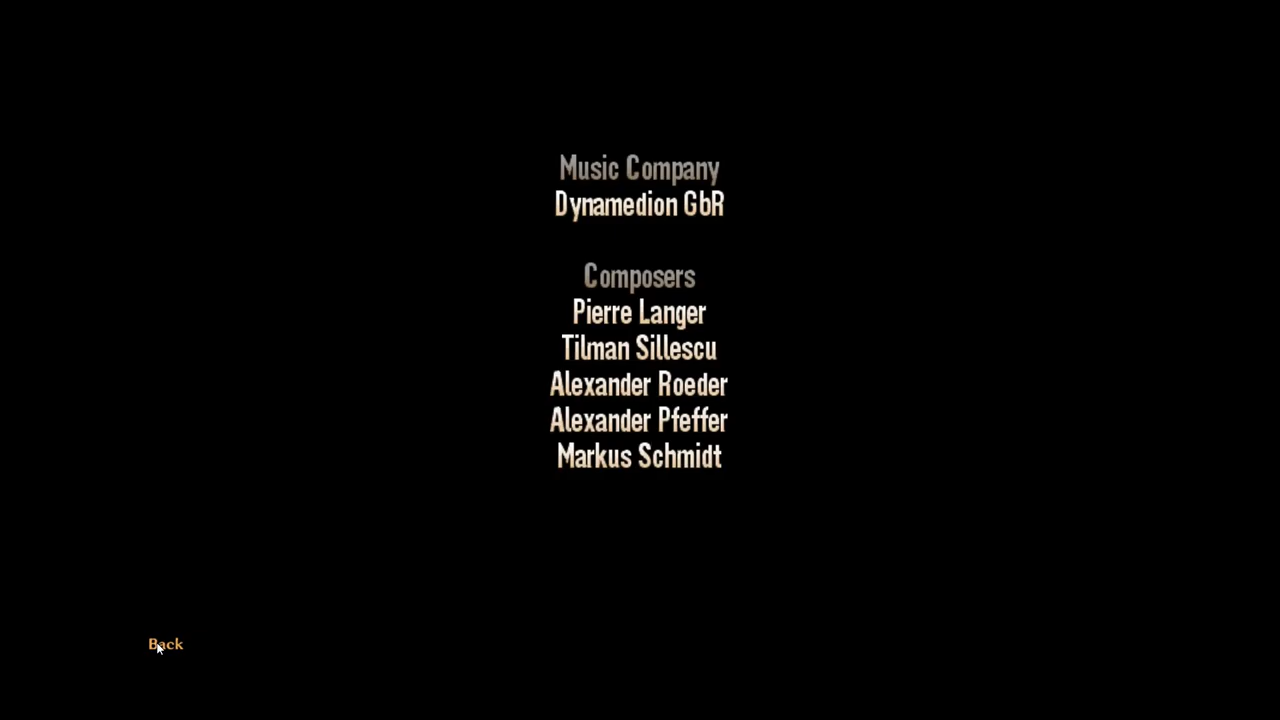 Music Company
Dynamedion GbR
Composers
Pierre Langer
Tilman Sillescu
Alexander Roeder
Alexander Pfeffer
Markus Schmidt
Back